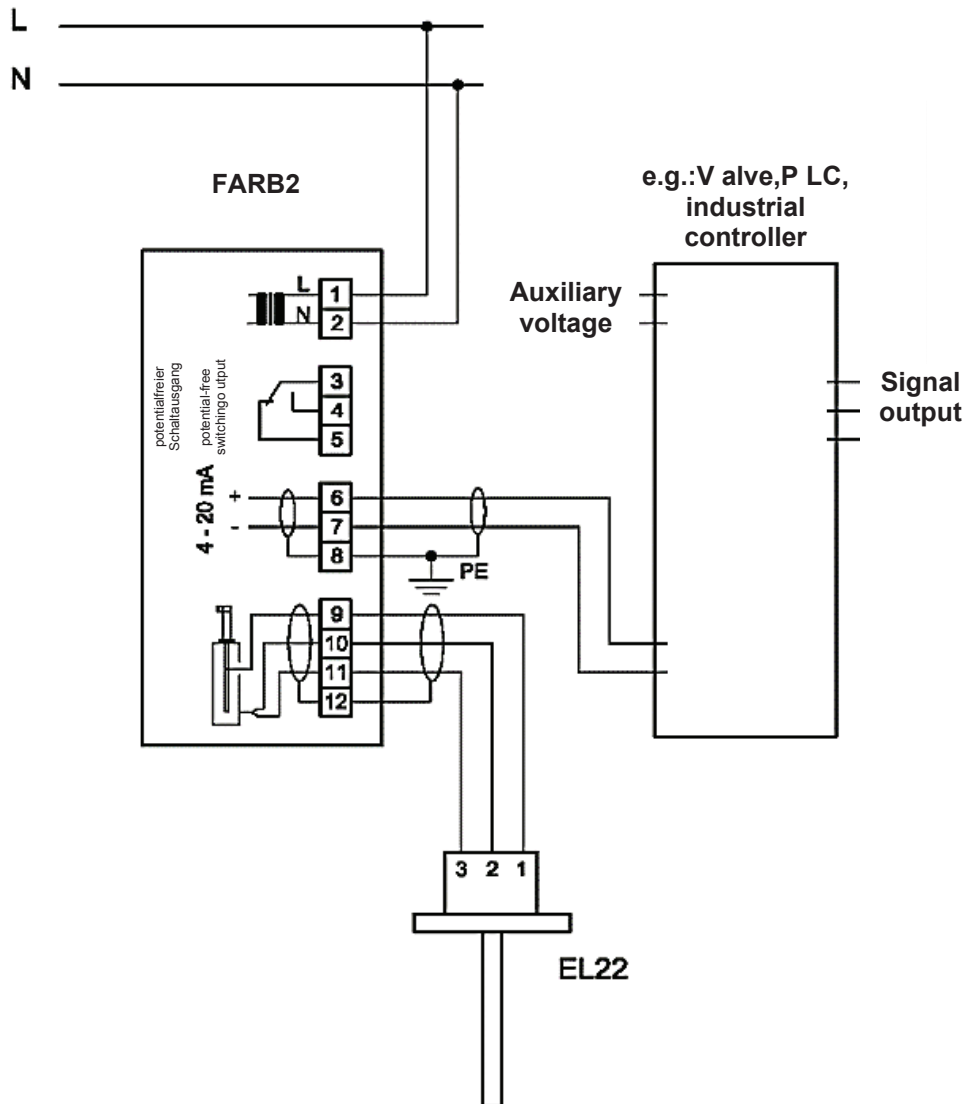 L
N
FARB2
e.g.:V alve,P LC,
industrial
controller
L
1
N
2
Auxiliary
voltage
potentialfreier
Schaltausgang
potential-free
switchingo utput
3
4
5
Signal
output
4 - 20 mA
+
-
6
7
8
PE
9
10
11
12
3 2 1
EL22